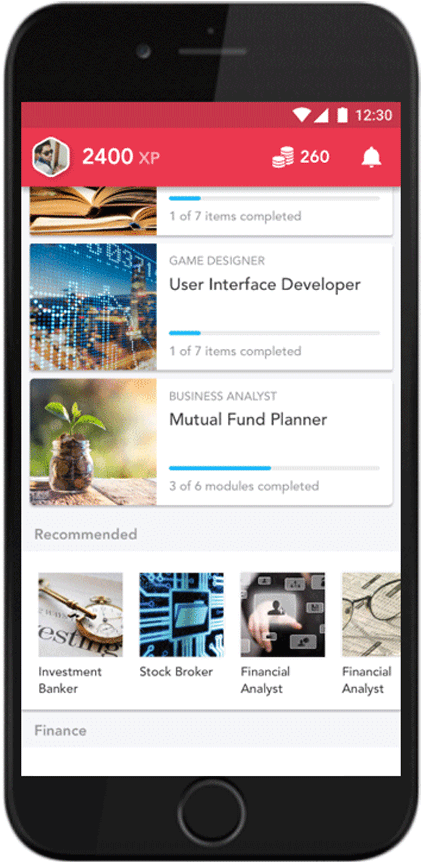 12:30
2400 XP
260
1 of 7 items completed
GAME DESIGNER
User Interface Developer
1 of 7 items completed
BUSINESS ANALYST
Mutual Fund Planner
3 of 6 modules completed
Recommended
esting
Investment
Banker
Stock Broker
Financial
Analyst
Financial
Analyst
Finance